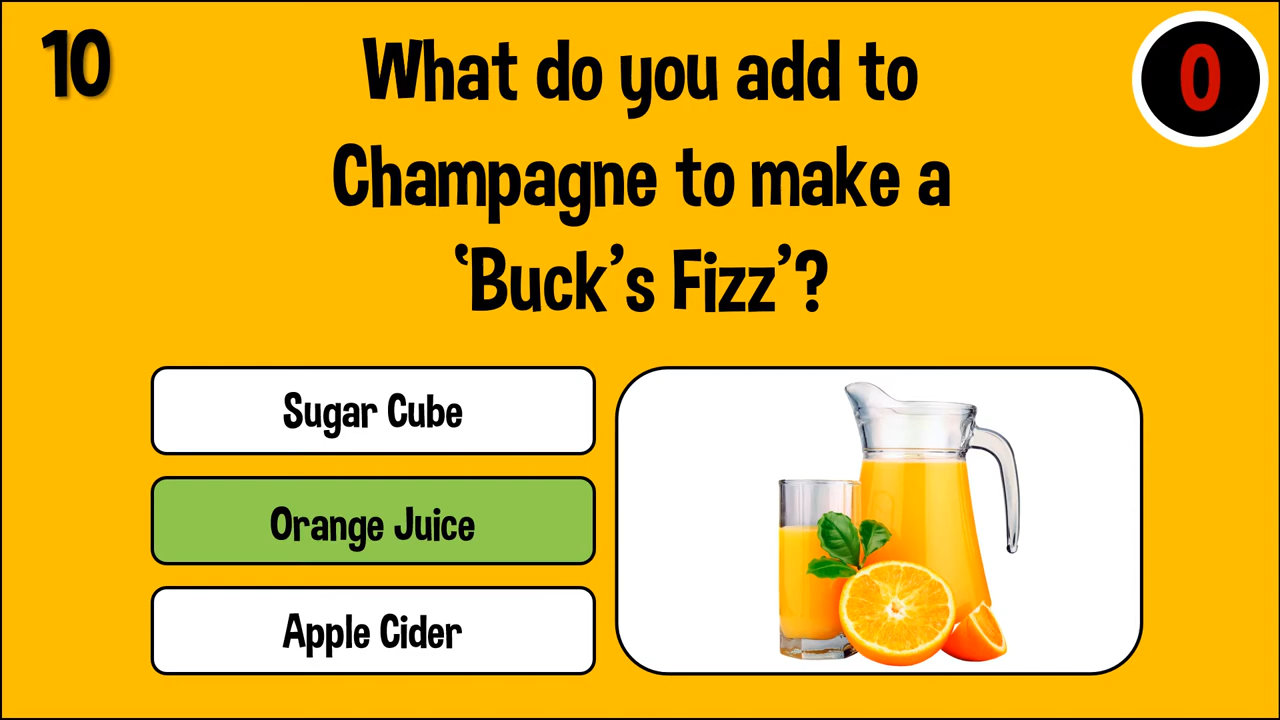 10
What do you add to
0
Champagne to make a
‘Buck’s Fizz’?
Sugar Cube
Orange Juice
Apple Cider